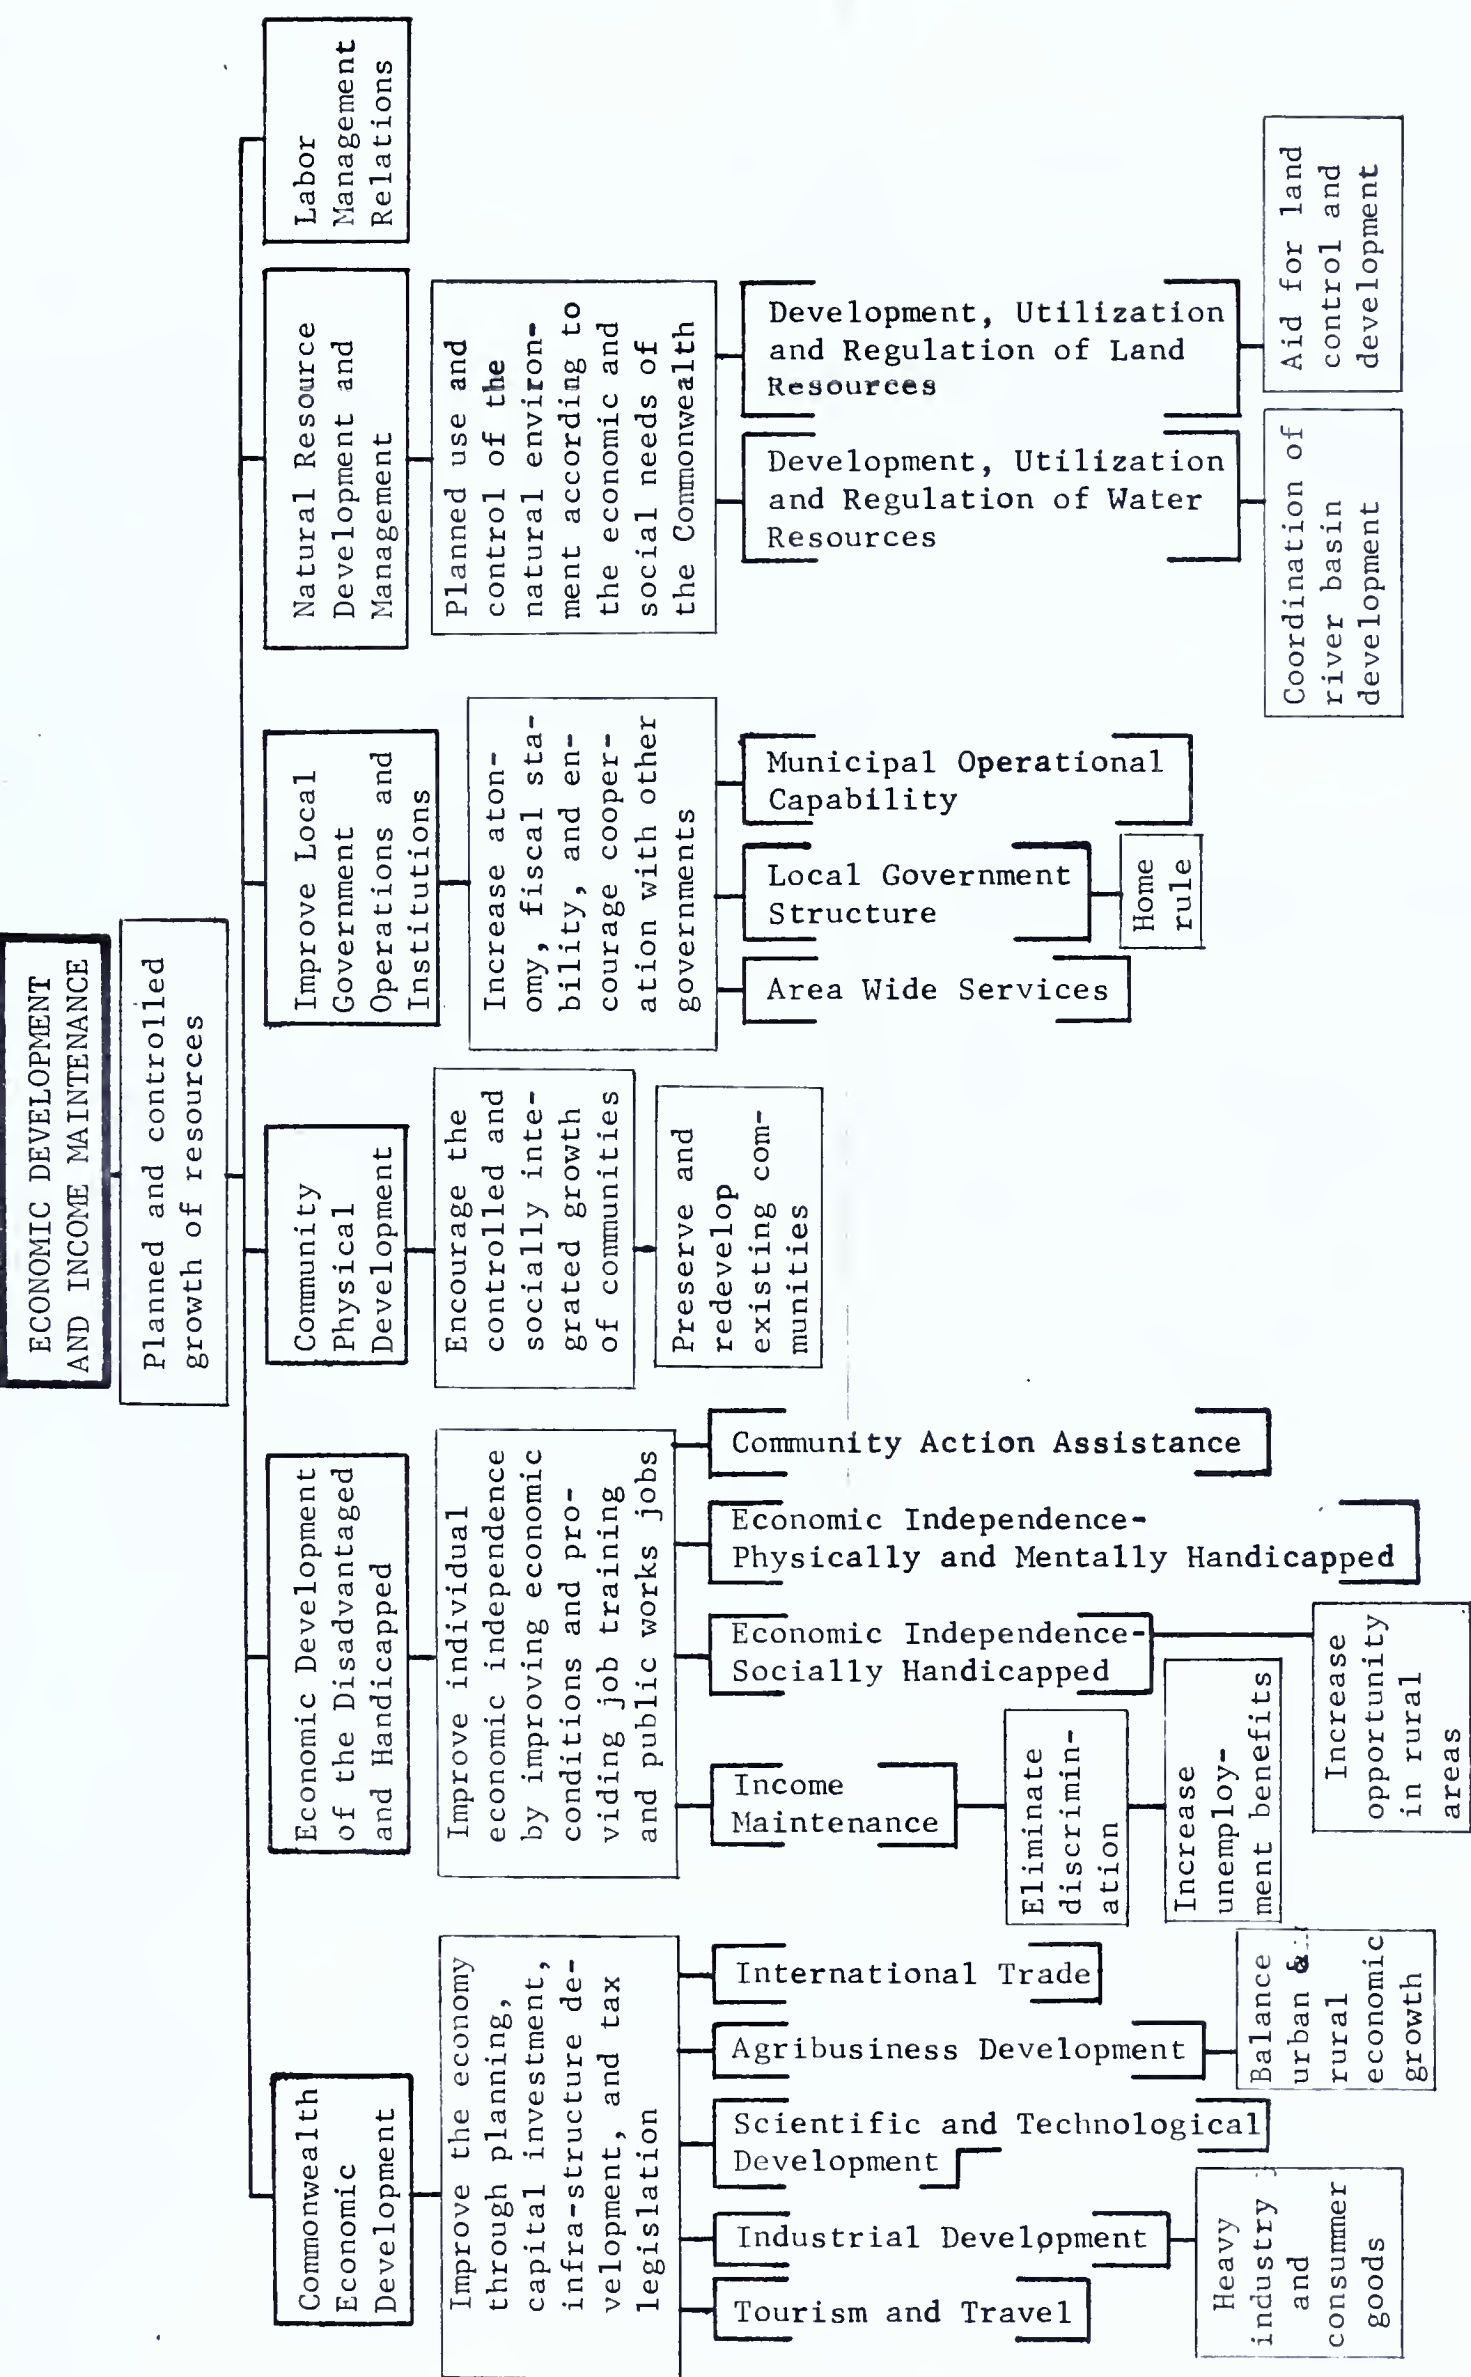 ECONOMIC DEVELOPMENT
AND INCOME MAINTENANCE
Planned and controlled
growth of resources
Commonwealth
Economic
Development
Improve the economy
through planning,
capital investment,
infra-structure de-
velopment, and tax
legislation
Tourism and Travel
Industrial Development
Heavy
industry
and
consummer
goods
Scientific and Technological
Development
Agribusiness Development
Balance
urban &
rural
economic
growth
International Trade
Economic Development
of the Disadvantaged
and Handicapped
Improve individual
economic independence
by improving economic
conditions and pro-
viding job training
and public works jobs
Income
Maintenance
Eliminate
discrimin-
ation
Increase
unemploy-
ment benefits
Economic Independence-
Socially Handicapped
Increase
opportunity
in rural
areas
Economic Independence-
Physically and Mentally Handicapped
Community Action Assistance
Community
Physical
Development
Encourage the
controlled and
socially inte-
grated growth
of communities
Preserve and
redevelop
existing com-
munities
Improve Local
Government
Operations and
Institutions
Increase aton-
omy, fiscal sta-
bility, and en-
courage cooper-
ation with other
governments
Area Wide Services
Local Government
Structure
Home
rule
Municipal Operational
Capability
Natural Resource
Development and
Management
Planned use and
control of the
natural environ-
ment according to
the economic and
social needs of
the Commonwealth
Development, Utilization
and Regulation of Water
Resources
Coordination of
river basin
development
Development, Utilization
and Regulation of Land
Resources
Aid for land
control and
development
Labor
Management
Relations